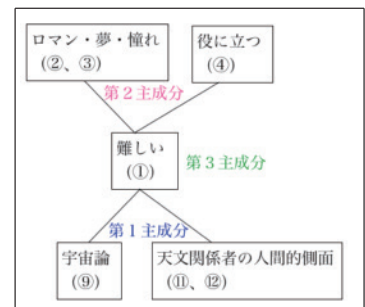 ロマン・夢・憧れ
(②、③)
役に立つ
(④)
第2主成分
難しい
(①)
第3主成分
第1主成分
宇宙論
(⑨)
天文関係者の人間的側面
(⑪、⑫)